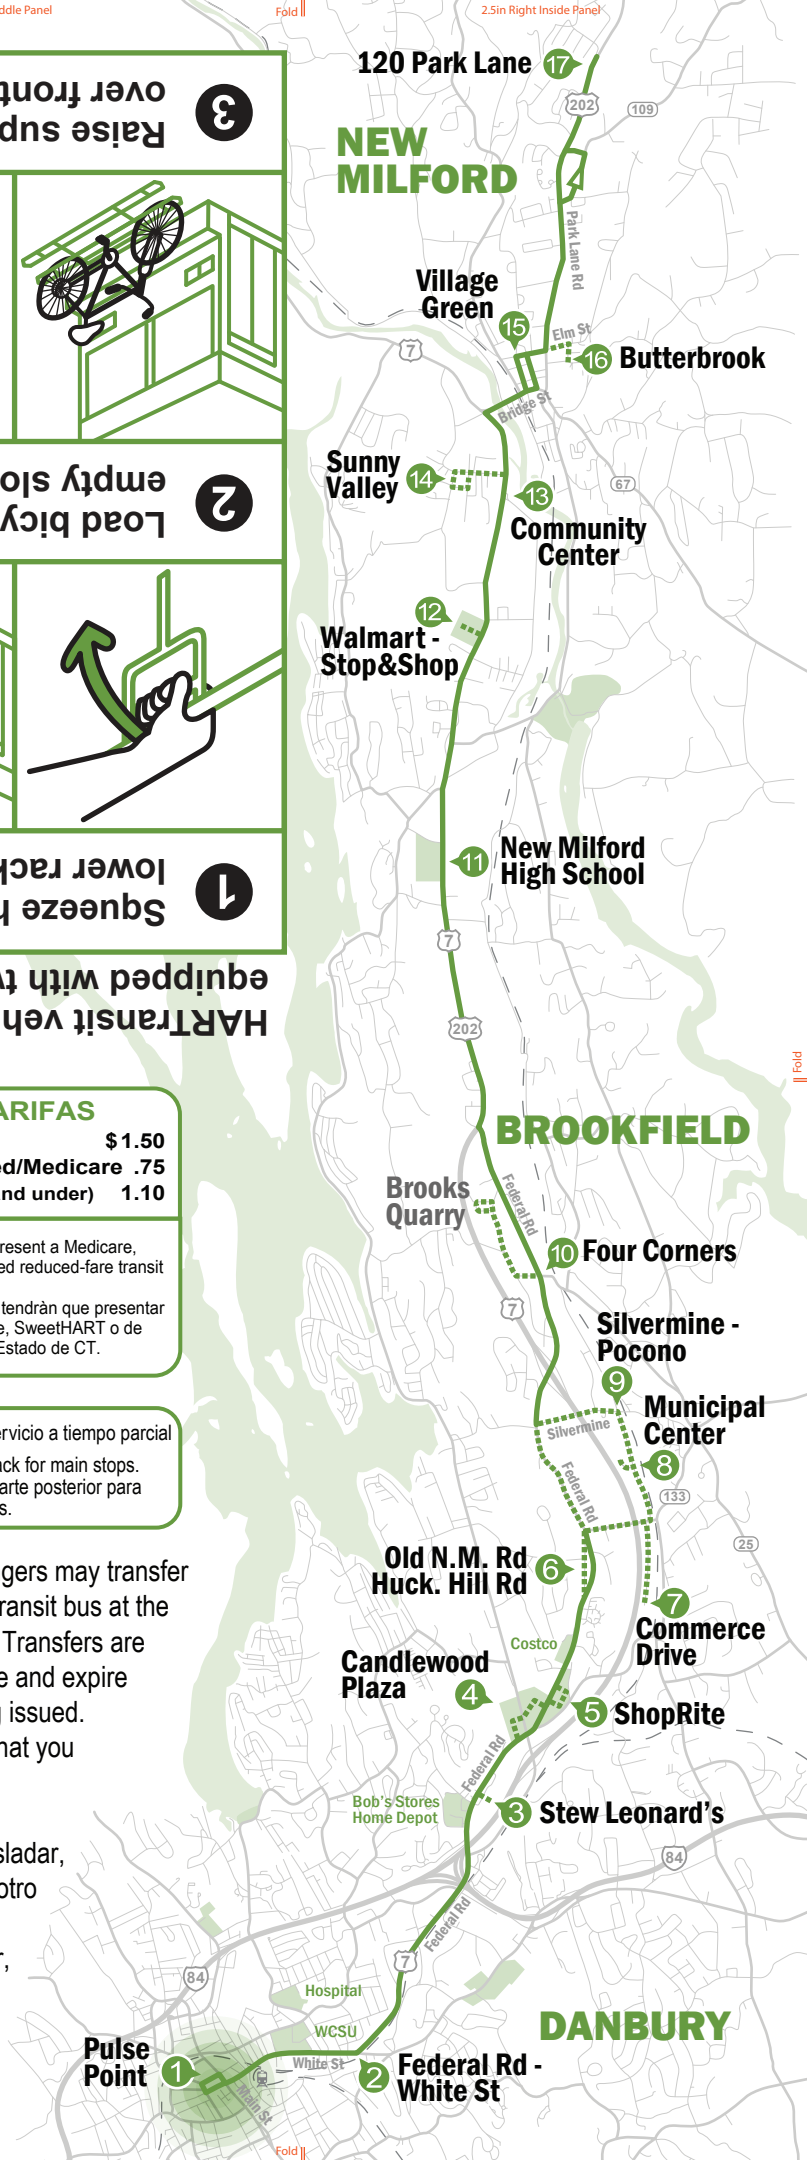 ddle Panel
Fold
2.5in Right Inside Panel
120 Park Lane 17
202
109
NEW
MILFORD
Park Lane Rd
Village
Green
15
Elm St
16 Butterbrook
7
Bridge St
Sunny
Valley 14
67
13
Community
Center
12
Walmart -
Stop&Shop
11 New Milford
High School
7
202
BROOKFIELD
Brooks
Quarry
Federal Rd
10 Four Corners
7
Silvermine -
Pocono
9
Municipal
Center
8
Silvermine
Federal Rd
133
25
Old N.M. Rd
Huck. Hill Rd
6
7
Commerce
Drive
Costco
Candlewood
Plaza
4
5 ShopRite
Federal Rd
Bob's Stores
Home Depot
3 Stew Leonard's
84
Federal Rd
7
84
Hospital
WCSU
DANBURY
Pulse
Point 1
White St
Main St
2 Federal Rd -
White St
Fold
Fold
HARTransit veh
equipped with tv
1
Squeeze h
lower rack
2
Load bicy
empty slo
3
Raise sup
over front
ARIFAS
$1.50
ed/Medicare .75
nd under) 1.10
resent a Medicare,
ed reduced-fare transit
tendràn que presentar
e, SweetHART o de
Estado de CT.
ervicio a tiempo parcial
ack for main stops.
arte posterior para
s.
gers may transfer
ransit bus at the
Transfers are
e and expire
g issued.
hat you
sladar,
otro
r,